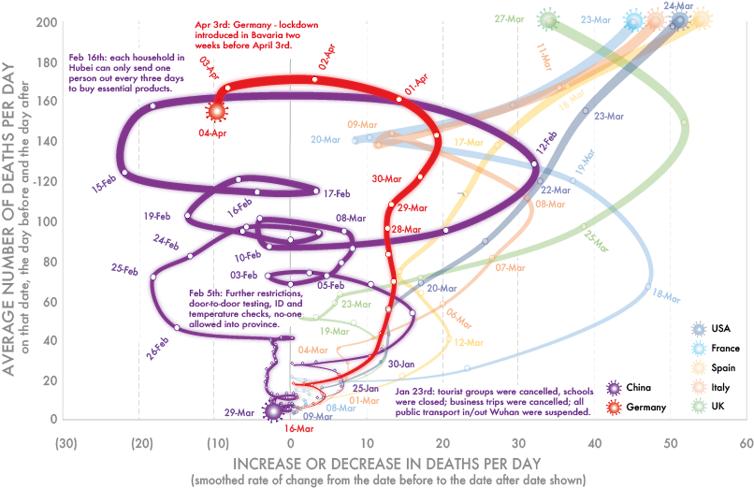 27-Mar
23-Mar
24-Mar
Apr 3rd: Germany - lockdown
introduced in Bavaria two
weeks before April 3rd.
Feb 16th: each household in
Hubei can only send one
person out every three days
to buy essential products.
03-Apr
02-Apr
01-Apr
04-Apr
11-Mar
18 Mar
23-Mar
09-Mar
20-Mar
17-Mar
12-Feb
19-Mar
15-Feb
30-Mar
22-Mar
17-Feb
16-Feb
29-Mar
08-Mar
19-Feb
08-Mar
28-Mar
24-Feb
25-Mar
10-Feb
25-Feb
03-Feb
05-Feb
07-Mar
20-Mar
18-Mar
Feb 5th: Further restrictions,
door-to-door testing, ID and
temperature checks, no-one
allowed into province.
23-Mar
06-Mar
19-Mar
26-Feb
04-Mar
12-Mar
30-Jan
25-Jan
01-Mar
08-Mar
29-Mar
09-Mar
16-Mar
Jan 23rd: tourist groups were cancelled, schools
were closed; business trips were cancelled; all
public transport in/out Wuhan were suspended.
USA
France
Spain
China
Italy
Germany
UK
AVERAGE NUMBER OF DEATHS PER DAY
on that date, the day before and the day after
200
180
160
140
120
100
80
60
40
20
0
(30)
(20)
(10)
0
10
20
30
40
50
60
INCREASE OR DECREASE IN DEATHS PER DAY
(smoothed rate of change from the date before to the date after date shown)